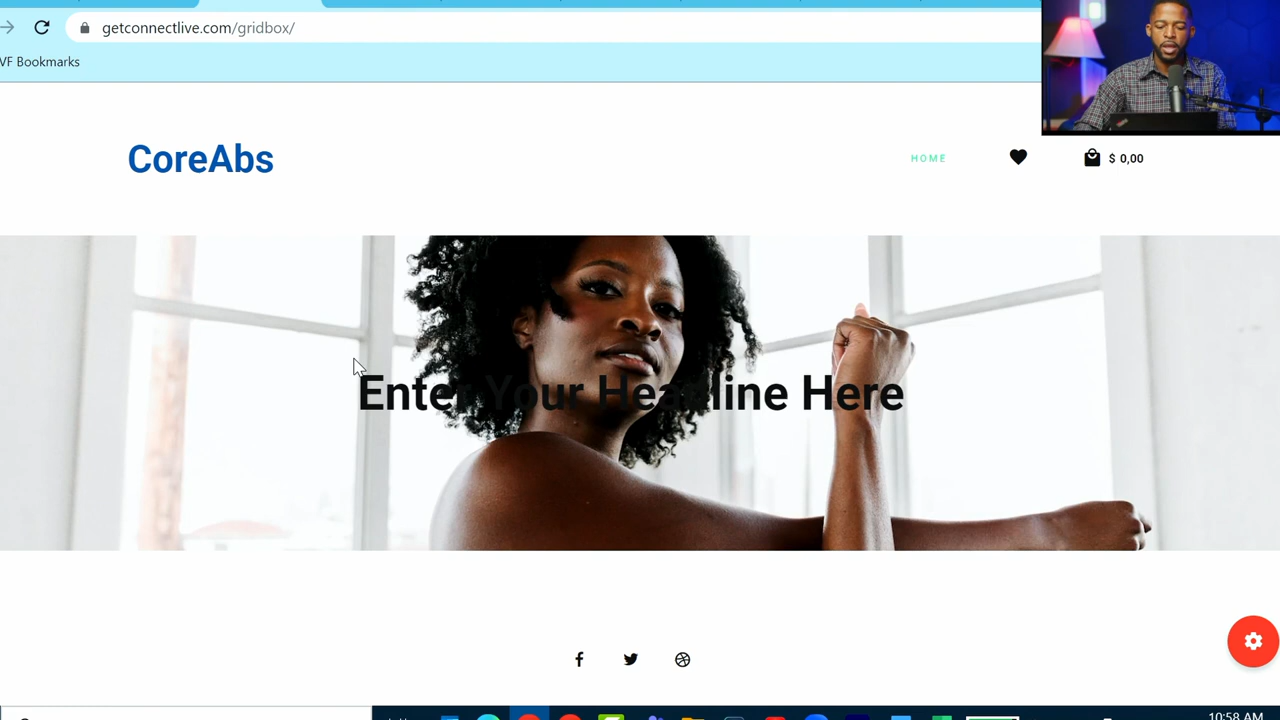 getconnectlive.com/gridbox/
VF Bookmarks
CoreAbs
HOME
$ 0,00
Enter Your Headline Here
10:58 AM